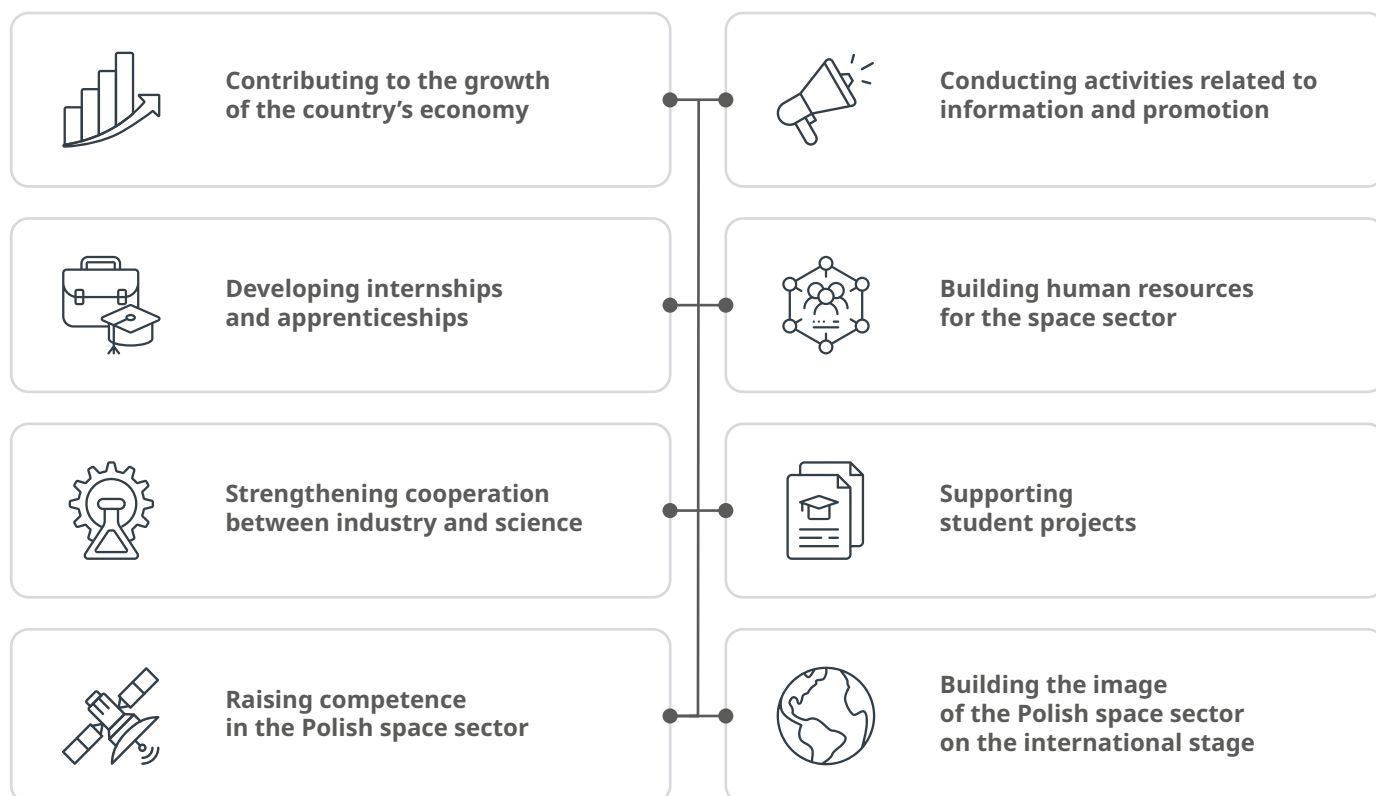 Contributing to the growth
of the country’s economy
Conducting activities related to
information and promotion
Developing internships
and apprenticeships
Building human resources
for the space sector
Strengthening cooperation
between industry and science
Supporting
student projects
Raising competence
in the Polish space sector
Building the image
of the Polish space sector
on the international stage